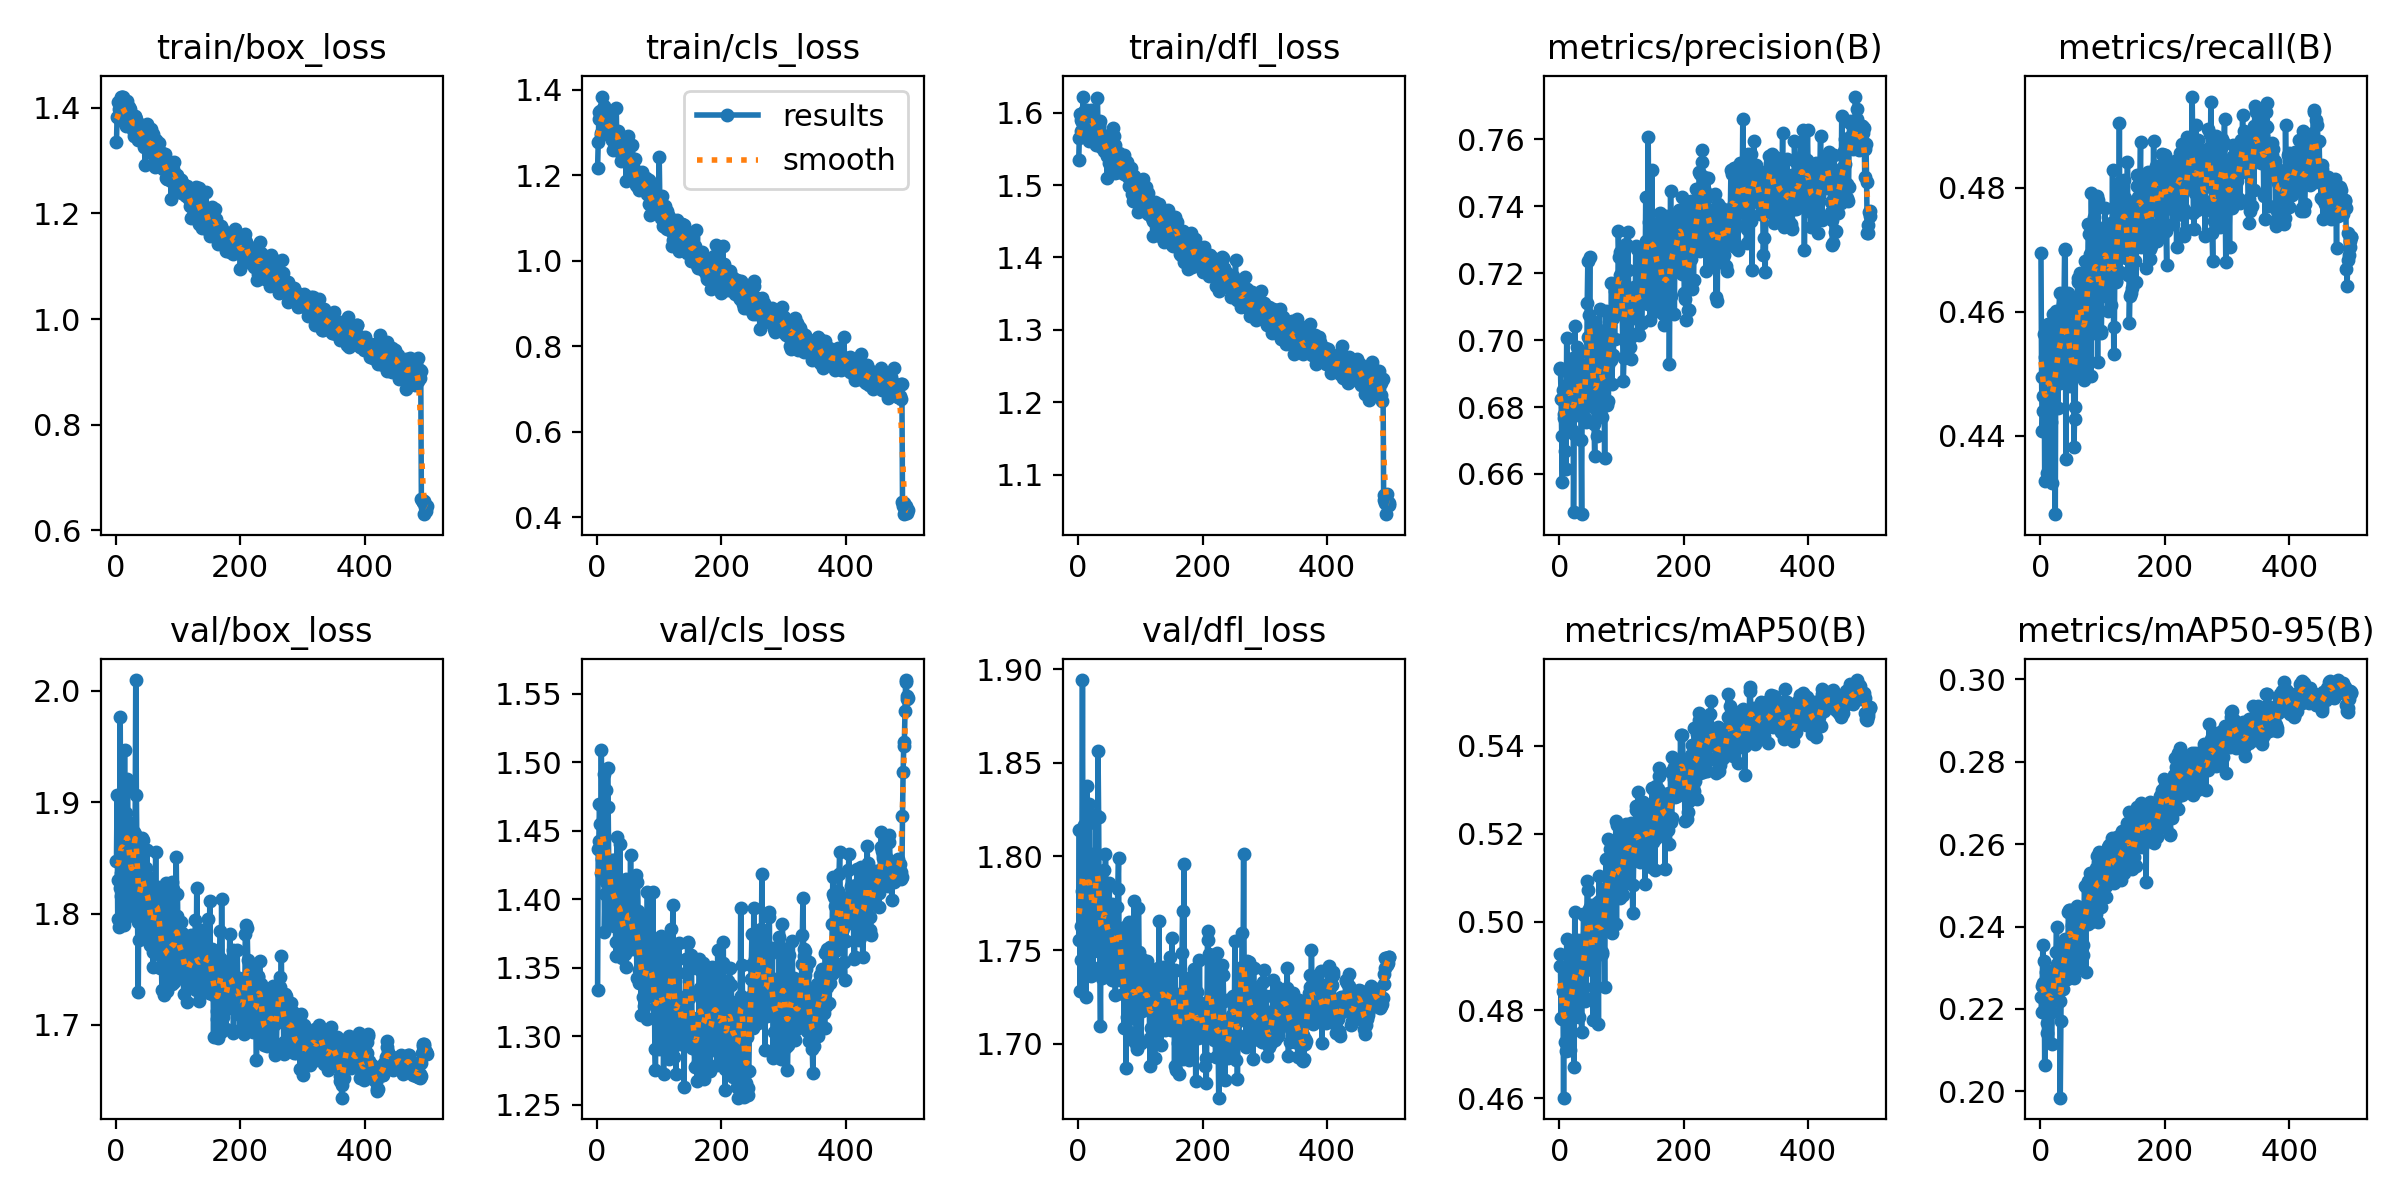 train/box_loss
1.4
1.2
1.0
0.8
0.6
0 200 400
train/cls_loss
results
smooth
1.4
1.2
1.0
0.8
0.6
0.4
0 200 400
train/dfl_loss
1.6
1.5
1.4
1.3
1.2
1.1
0 200 400
metrics/precision(B)
0.76
0.74
0.72
0.70
0.68
0.66
0 200 400
metrics/recall(B)
0.48
0.46
0.44
0 200 400
val/box_loss
2.0
1.9
1.8
1.7
0 200 400
val/cls_loss
1.55
1.50
1.45
1.40
1.35
1.30
1.25
0 200 400
val/dfl_loss
1.90
1.85
1.80
1.75
1.70
0 200 400
metrics/mAP50(B)
0.54
0.52
0.50
0.48
0.46
0 200 400
metrics/mAP50-95(B)
0.30
0.28
0.26
0.24
0.22
0.20
0 200 400